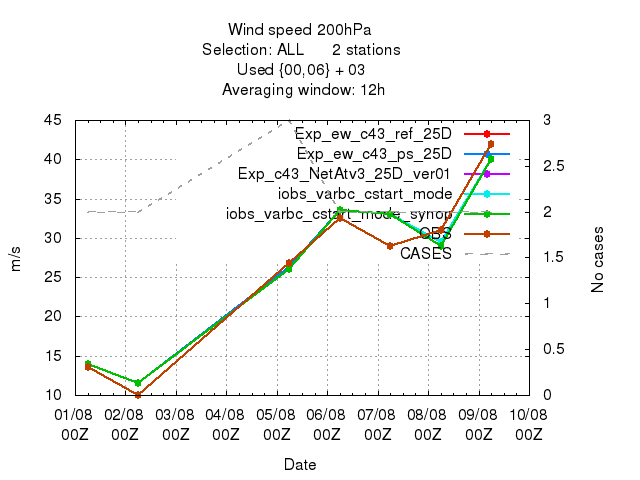 Wind speed 200hPa
Selection: ALL 2 stations
Used {00,06} + 03
Averaging window: 12h
45
40
35
30
25
20
15
10
m/s
3
2.5
2
1.5
1
0.5
0
No cases
Exp_ew_c43_ref_25D
Exp_ew_c43_ps_25D
Exp_c43_NetAtv3_25D_ver01
iobs_varbc_cstart_mode
iobs_varbc_cstart_mode_synop
OBS
CASES
01/08 02/08 03/08 04/08 05/08 06/08 07/08 08/08 09/08 10/08
00Z 00Z 00Z 00Z 00Z 00Z 00Z 00Z 00Z 00Z
Date